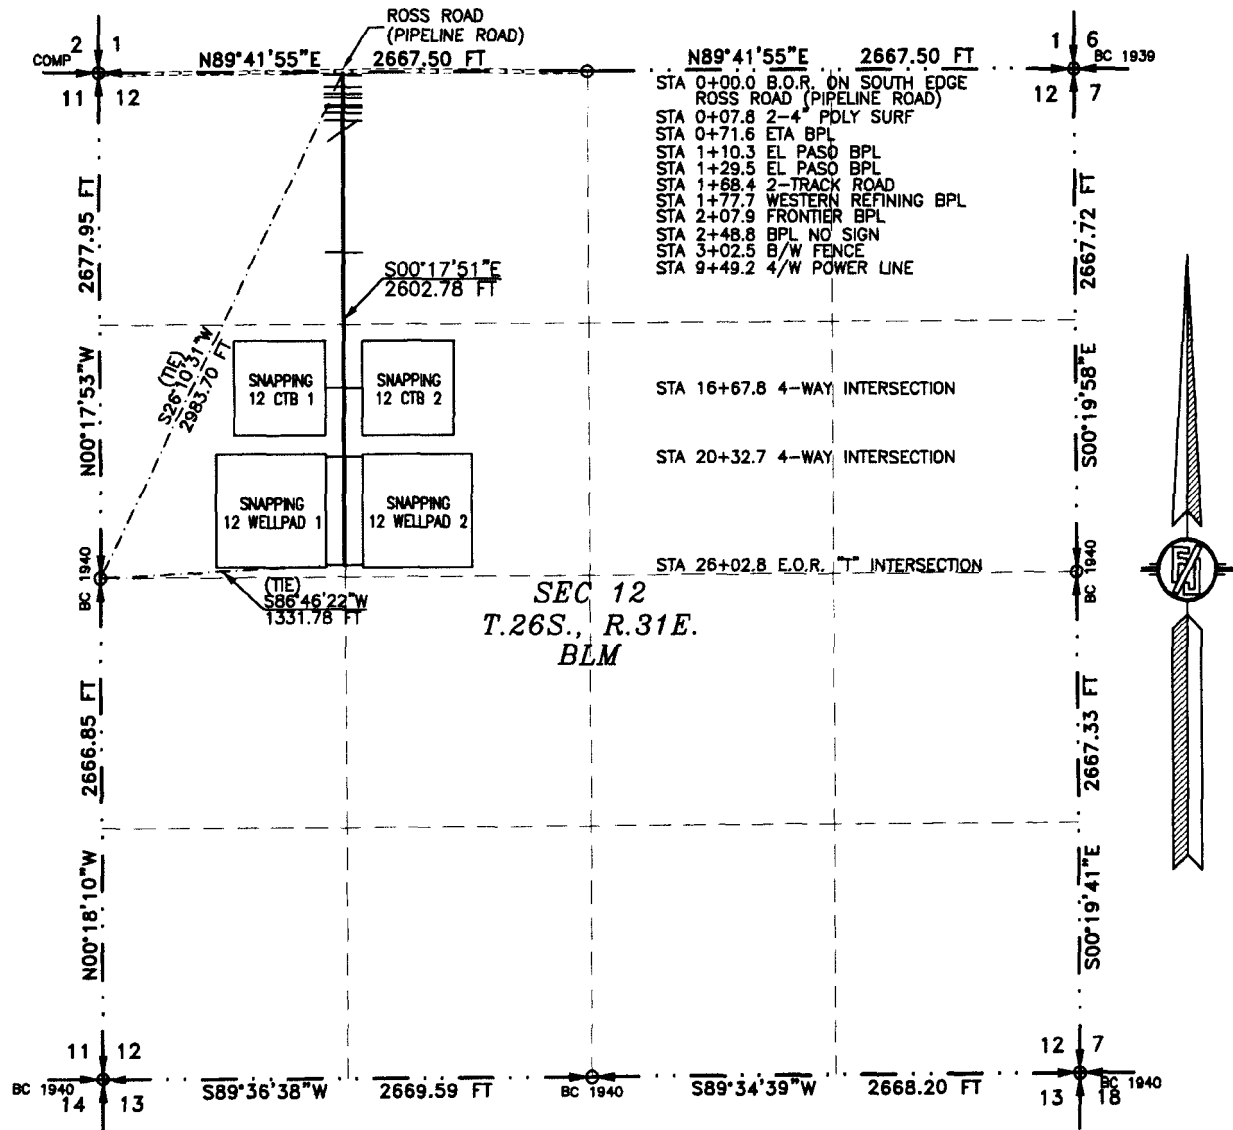 ROSS ROAD
(PIPELINE ROAD)
2 1
COMP
11 12
N89°41'55"E 2667.50 FT
N89°41'55"E 2667.50 FT
1 6
BC 1939
12 7
STA 0+00.0 B.O.R. ON SOUTH EDGE
ROSS ROAD (PIPELINE ROAD)
STA 0+07.8 2-4" POLY SURF
STA 0+71.6 ETA BPL
STA 1+10.3 EL PASO BPL
STA 1+29.5 EL PASO BPL
STA 1+68.4 2-TRACK ROAD
STA 1+77.7 WESTERN REFINING BPL
STA 2+07.9 FRONTIER BPL
STA 2+48.8 BPL NO SIGN
STA 3+02.5 B/W FENCE
STA 9+49.2 4/W POWER LINE
N00°17'53"W 2677.95 FT
S00°17'51"E
2602.78 FT
(TIE)
S26°10'31"W
2983.70 FT
S00°19'58"E 2667.72 FT
SNAPPING
12 CTB 1
SNAPPING
12 CTB 2
STA 16+67.8 4-WAY INTERSECTION
STA 20+32.7 4-WAY INTERSECTION
SNAPPING
12 WELLPAD 1
SNAPPING
12 WELLPAD 2
STA 26+02.8 E.O.R. "T" INTERSECTION
BC 1940
BC 1940
(TIE)
S86°46'22"W
1331.78 FT
SEC 12
T.26S., R.31E.
BLM
N00°18'10"W 2666.85 FT
S00°19'41"E 2667.33 FT
11 12
BC 1940
14 13
S89°36'38"W 2669.59 FT
BC 1940
S89°34'39"W 2668.20 FT
12 7
BC 1940
13 18